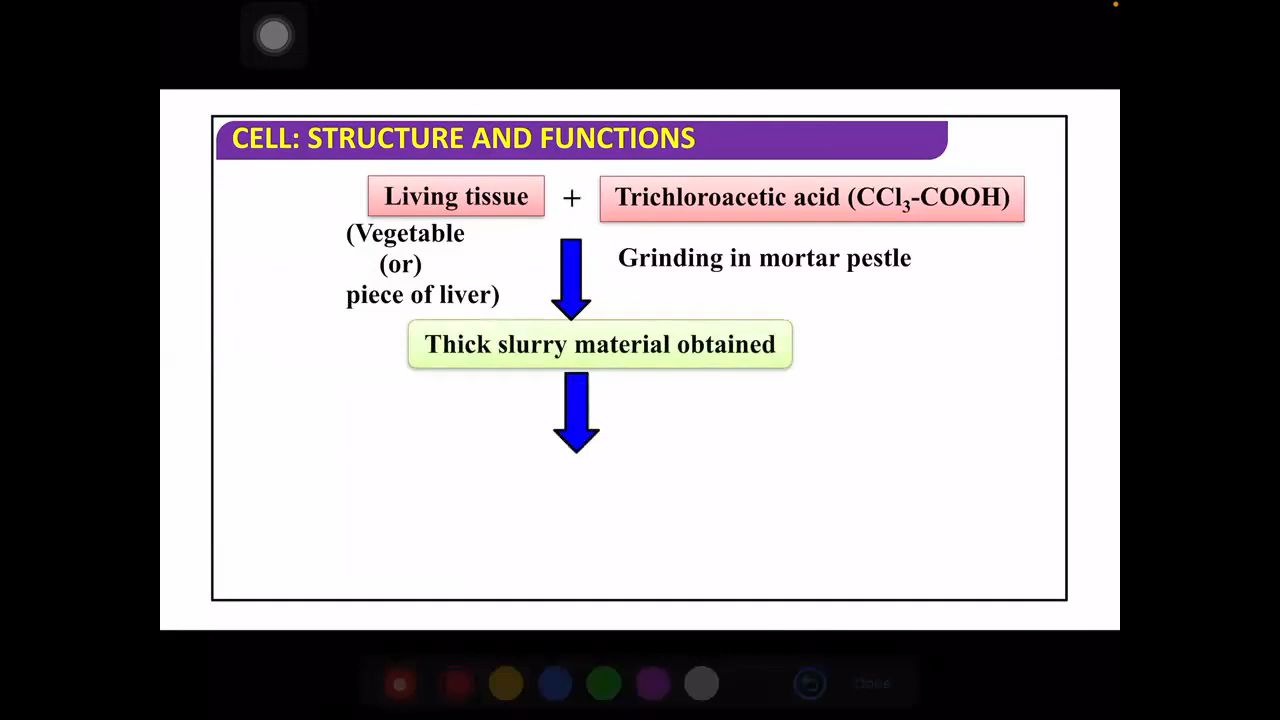 CELL: STRUCTURE AND FUNCTIONS
Living tissue + Trichloroacetic acid (CCl₃-COOH)
(Vegetable
(or)
piece of liver)
Grinding in mortar pestle
Thick slurry material obtained
Close